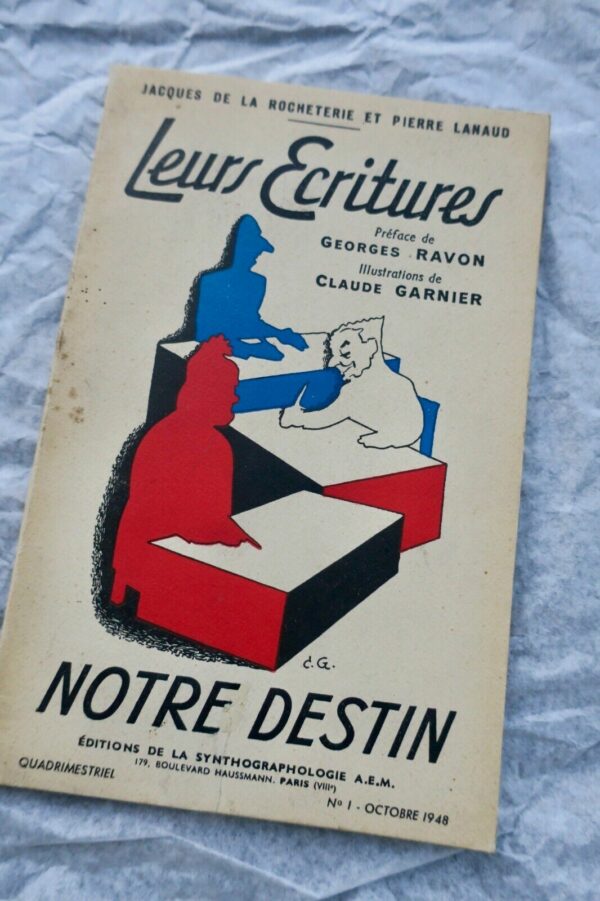 JACQUES DE LA ROCHETERIE ET PIERRE LANAUD
Leurs Ecritures
Préface de
GEORGES RAVON
Illustrations de
CLAUDE GARNIER
C.G.
NOTRE DESTIN
ÉDITIONS DE LA SYNTHOGRAPHOLOGIE A.E.M.
179, BOULEVARD HAUSSMANN. PARIS (VIIIe)
QUADRIMESTRIEL
No 1 - OCTOBRE 1948